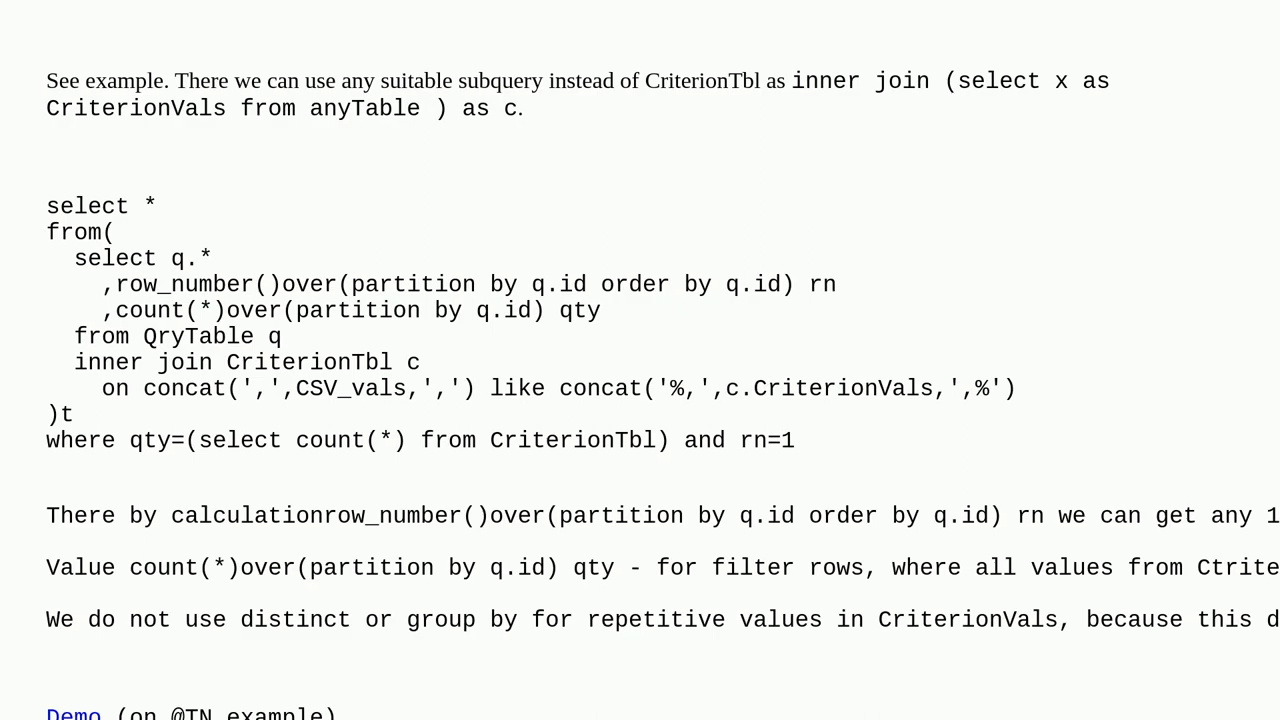 See example. There we can use any suitable subquery instead of CriterionTbl as inner join (select x as
CriterionVals from anyTable ) as c.
select *
from(
  select q.*
    ,row_number()over(partition by q.id order by q.id) rn
    ,count(*)over(partition by q.id) qty
  from QryTable q
  inner join CriterionTbl c
    on concat(',',CSV_vals,',') like concat('%,',c.CriterionVals,',%')
)t
where qty=(select count(*) from CriterionTbl) and rn=1
There by calculationrow_number()over(partition by q.id order by q.id) rn we can get any 1
Value count(*)over(partition by q.id) qty - for filter rows, where all values from Ctrite
We do not use distinct or group by for repetitive values in CriterionVals, because this d
Demo (on @TN example)